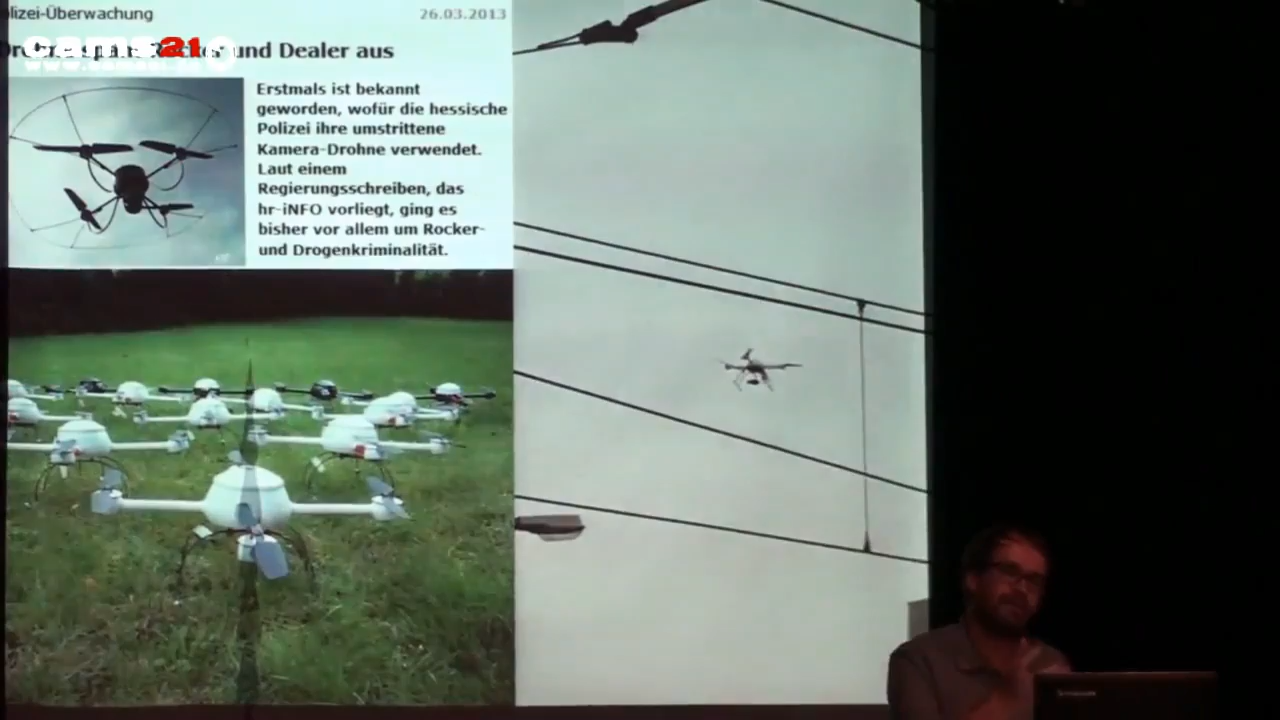 olizei-Überwachung
26.03.2013
cams21
und Dealer aus
Erstmals ist bekannt
geworden, wofür die hessische
Polizei ihre umstrittene
Kamera-Drohne verwendet.
Laut einem
Regierungsschreiben, das
hr-iNFO vorliegt, ging es
bisher vor allem um Rocker-
und Drogenkriminalität.